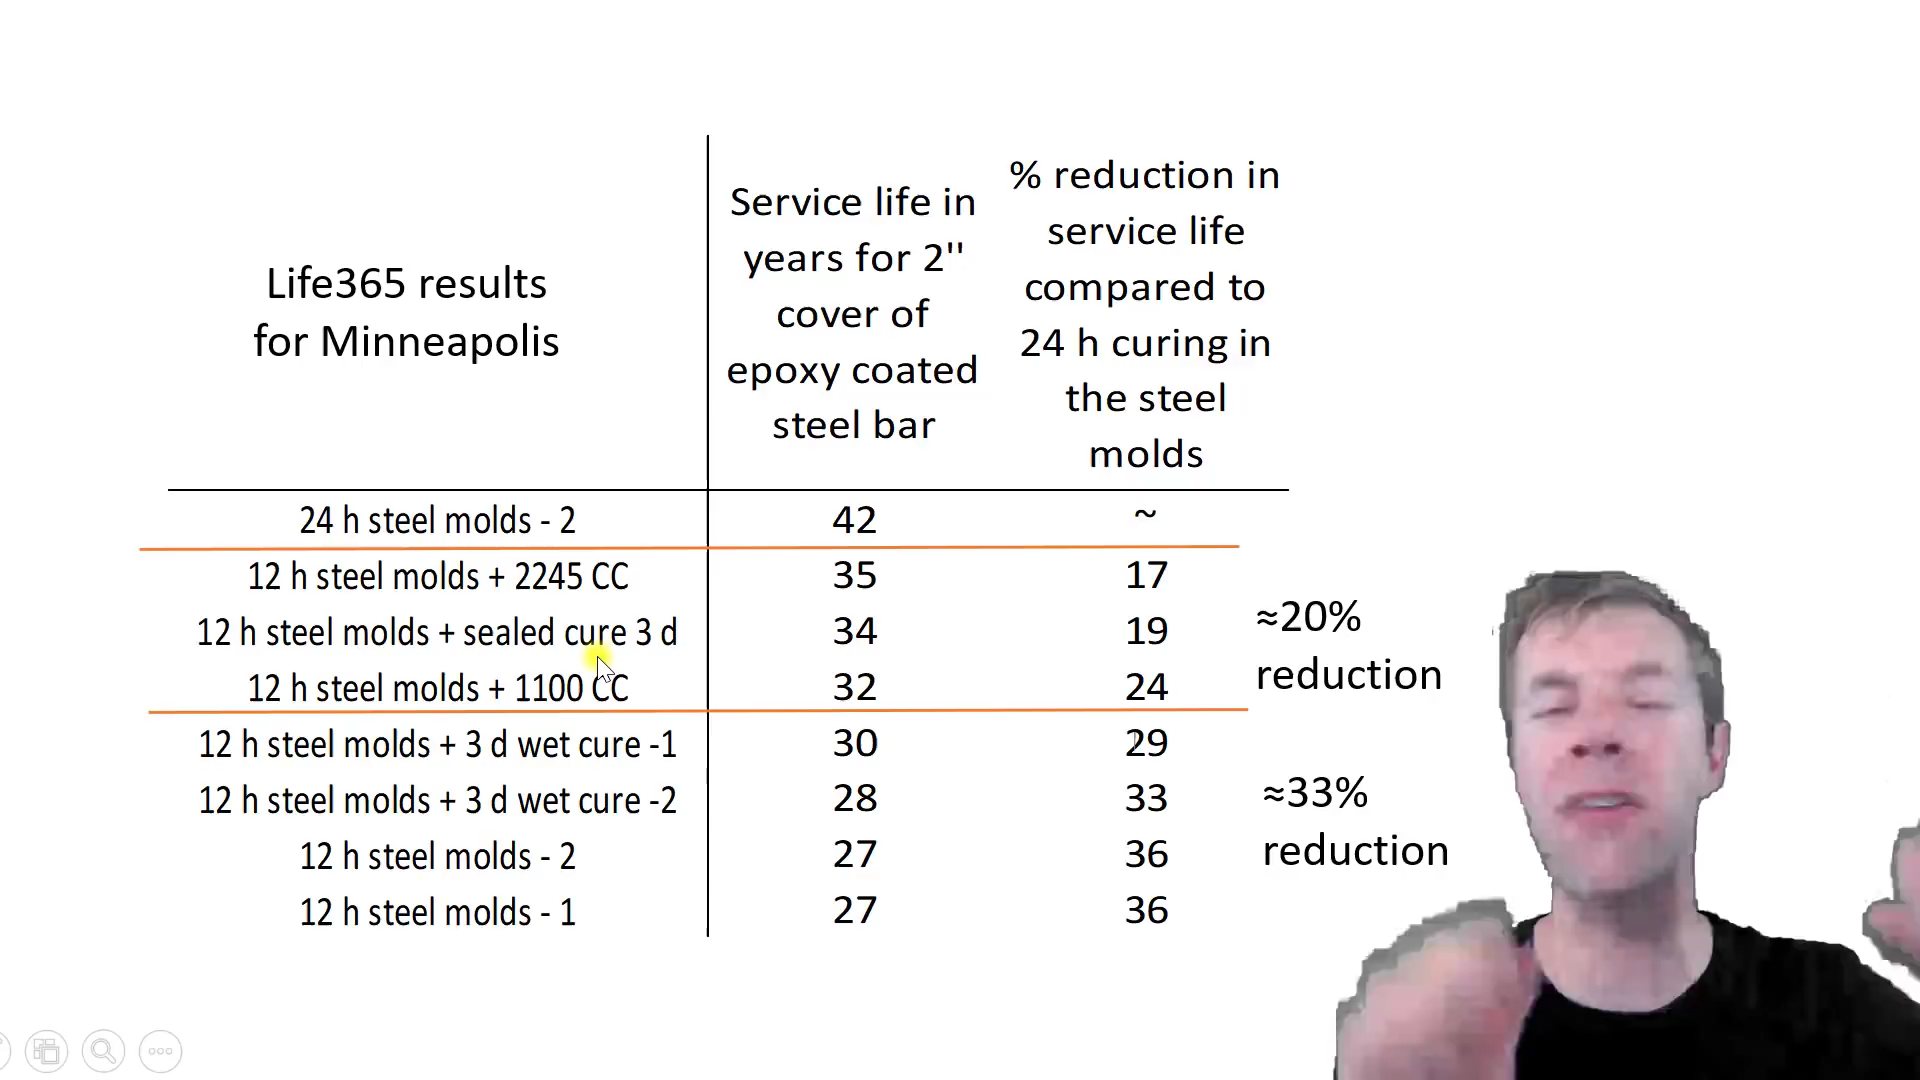 Life365 results
for Minneapolis
Service life in
years for 2''
cover of
epoxy coated
steel bar
% reduction in
service life
compared to
24 h curing in
the steel
molds
24 h steel molds - 2 42 ~
12 h steel molds + 2245 CC 35 17
12 h steel molds + sealed cure 3 d 34 19
12 h steel molds + 1100 CC 32 24
≈20%
reduction
12 h steel molds + 3 d wet cure -1 30 29
12 h steel molds + 3 d wet cure -2 28 33
12 h steel molds - 2 27 36
12 h steel molds - 1 27 36
≈33%
reduction